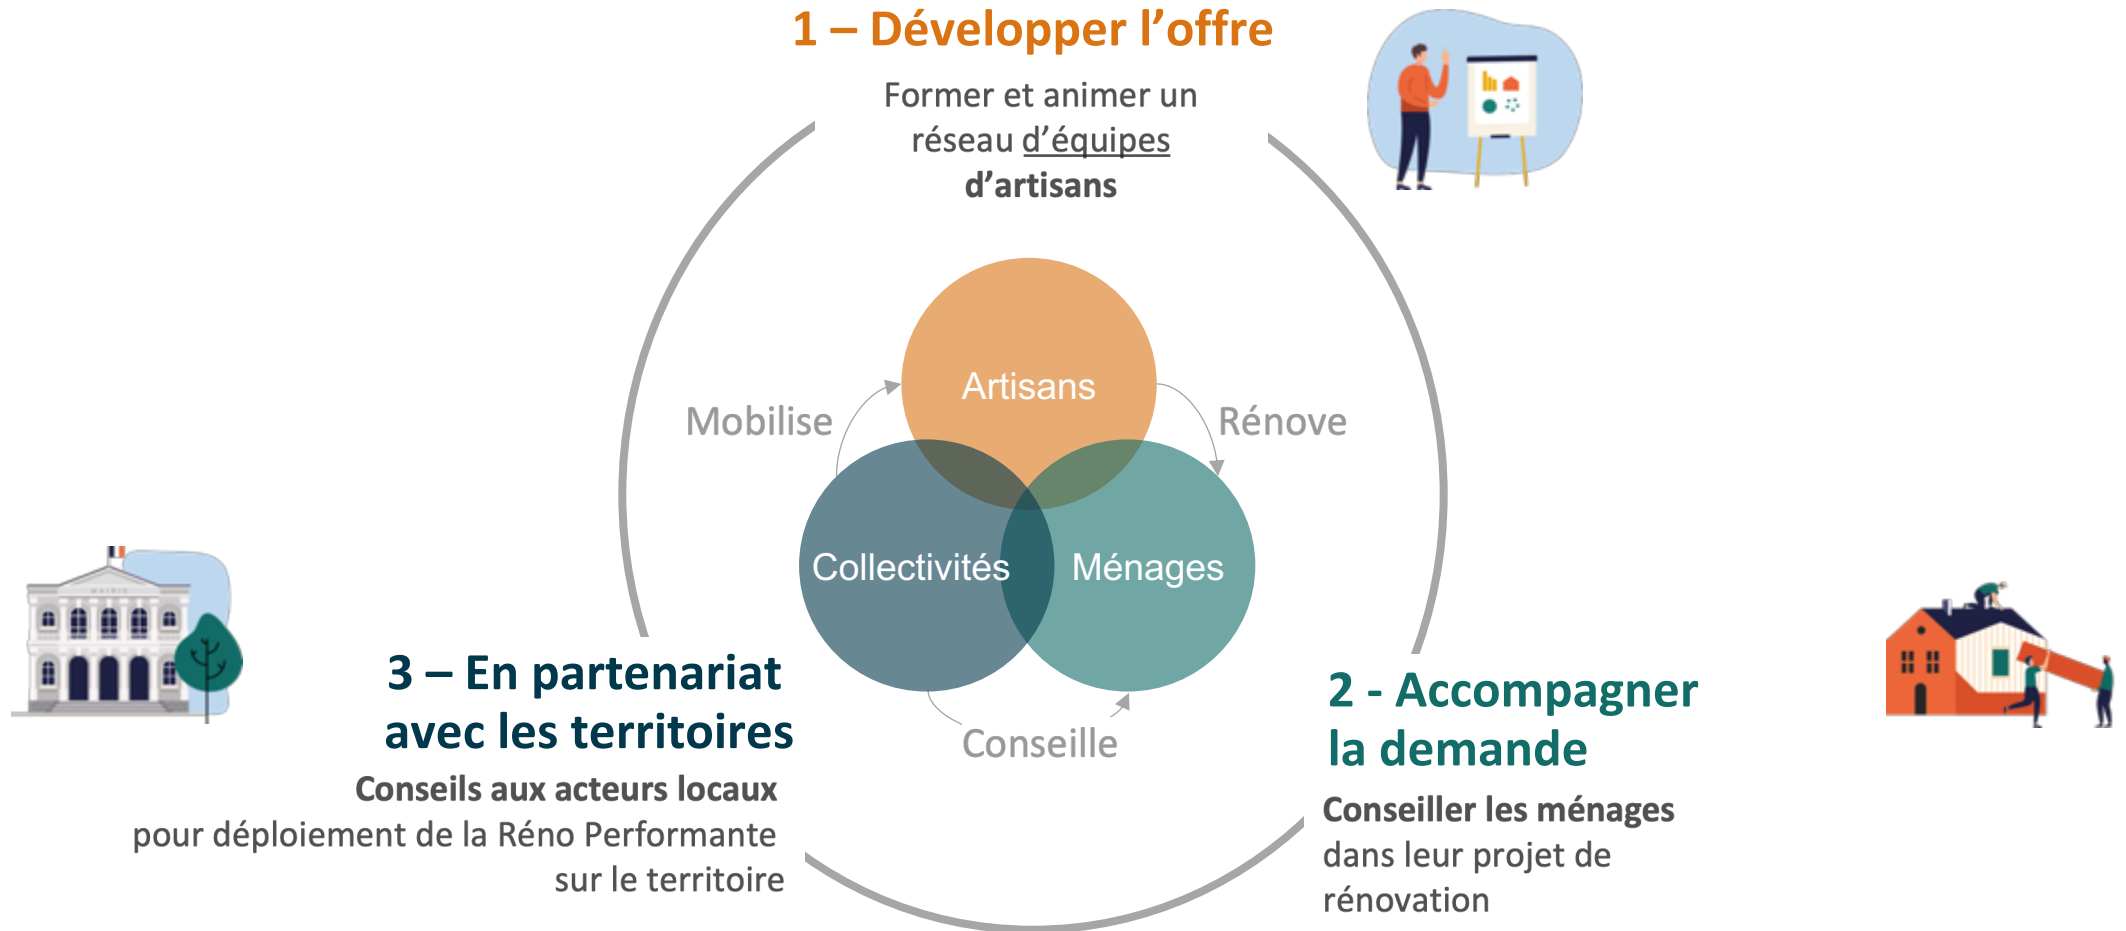 1 – Développer l’offre
Former et animer un
réseau d’équipes
d’artisans
Artisans
Mobilise
Rénove
Collectivités
Ménages
Conseille
MAIRIE
3 – En partenariat
avec les territoires
Conseils aux acteurs locaux
pour déploiement de la Réno Performante
sur le territoire
2 - Accompagner
la demande
Conseiller les ménages
dans leur projet de
rénovation